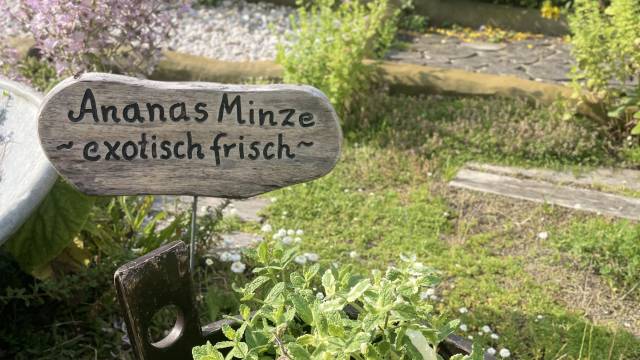 Ananas Minze
~exotisch frisch~